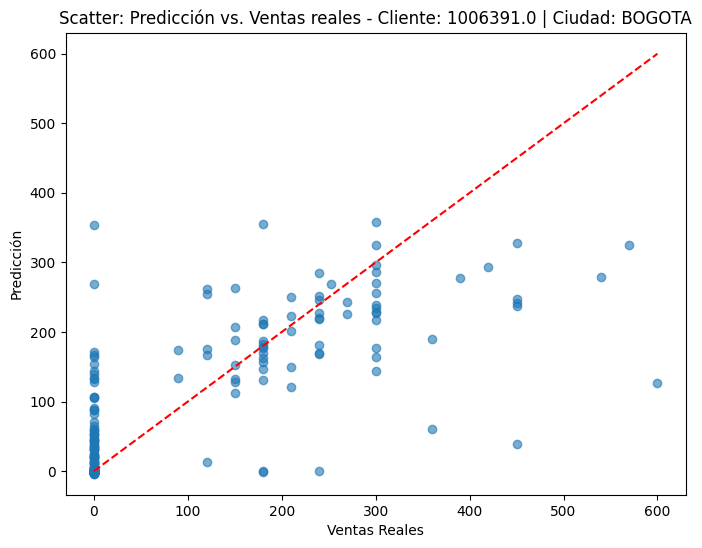 Scatter: Predicción vs. Ventas reales - Cliente: 1006391.0 | Ciudad: BOGOTA
600
500
400
300
200
100
0
Predicción
0 100 200 300 400 500 600
Ventas Reales